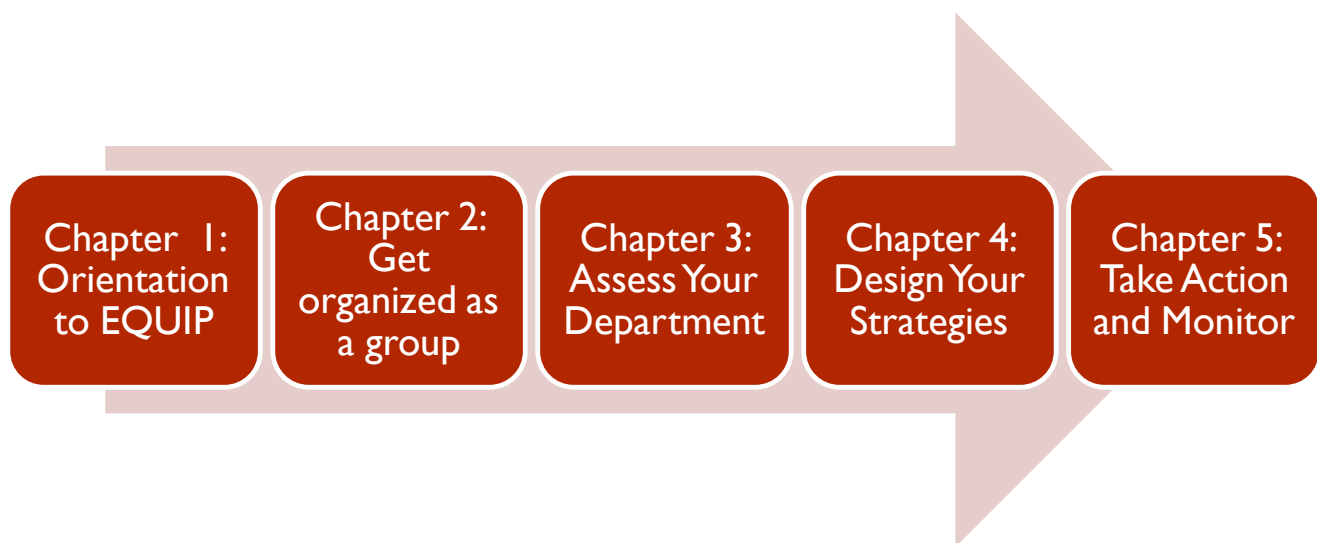 Chapter 1:
Orientation
to EQUIP
Chapter 2:
Get
organized as
a group
Chapter 3:
Assess Your
Department
Chapter 4:
Design Your
Strategies
Chapter 5:
Take Action
and Monitor